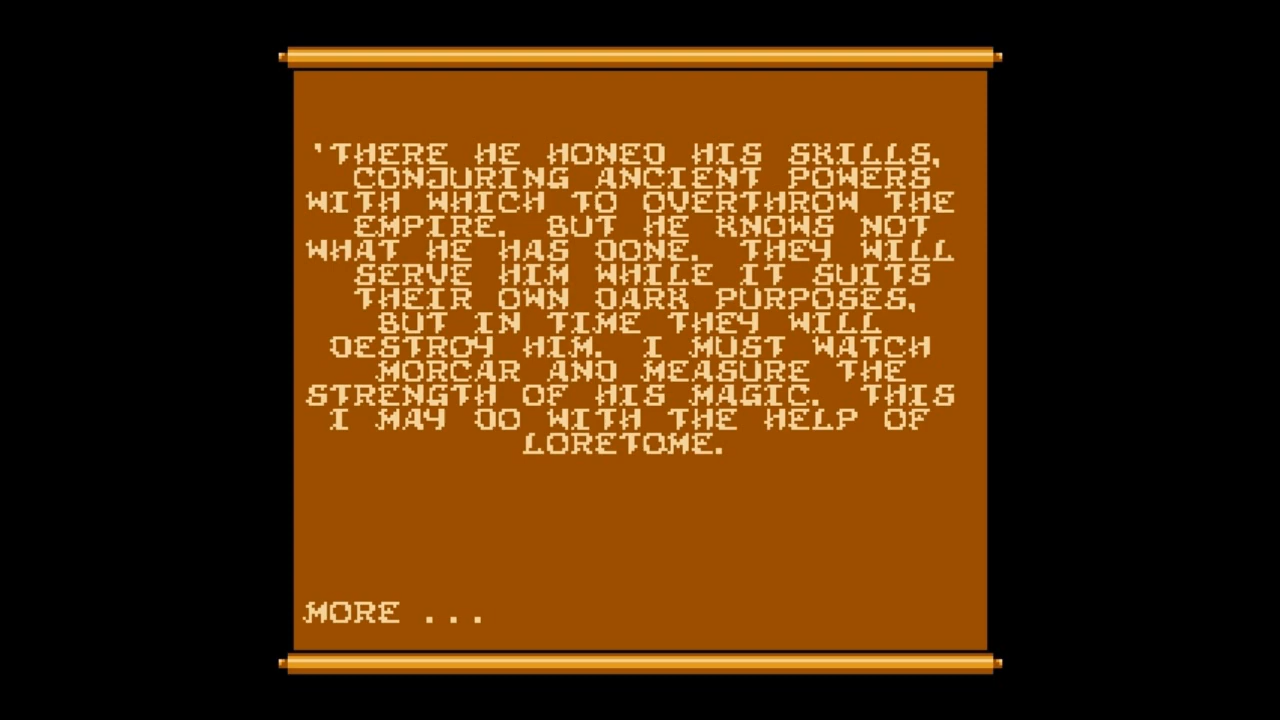 'THERE HE HONED HIS SKILLS,
CONJURING ANCIENT POWERS
WITH WHICH TO OVERTHROW THE
EMPIRE. BUT HE KNOWS NOT
WHAT HE HAS DONE. THEY WILL
SERVE HIM WHILE IT SUITS
THEIR OWN DARK PURPOSES,
BUT IN TIME THEY WILL
DESTROY HIM. I MUST WATCH
MORCAR AND MEASURE THE
STRENGTH OF HIS MAGIC. THIS
I MAY DO WITH THE HELP OF
LORETOME.
MORE ...